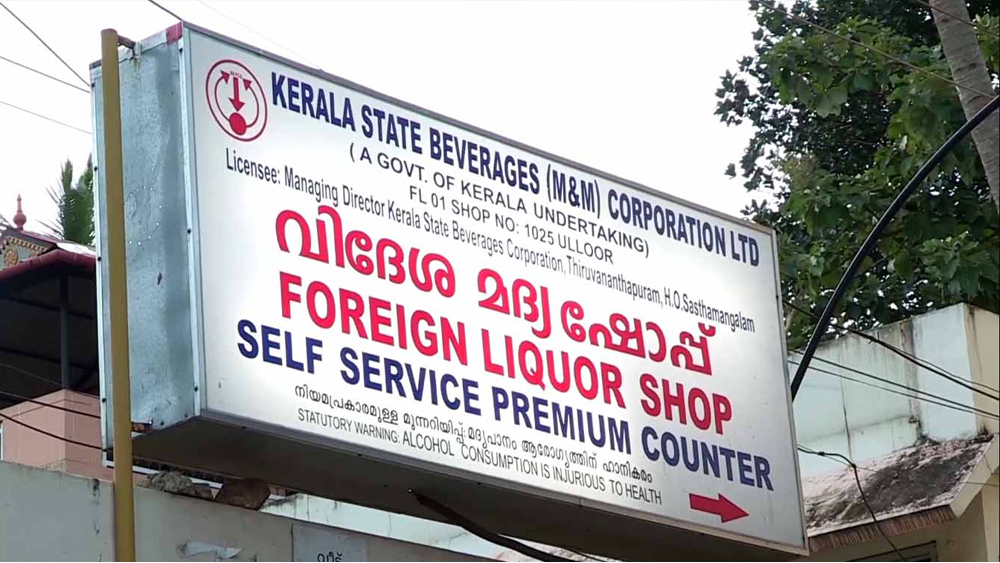 KERALA STATE BEVERAGES (M&M) CORPORATION LTD
( A GOVT. OF KERALA UNDERTAKING)
FL 01 SHOP NO: 1025 ULLOOR
Licensee: Managing Director Kerala State Beverages Corporation, Thiruvananthapuram, H.O.Sasthamangalam
വിദേശ മദ്യ ഷോപ്പ്
FOREIGN LIQUOR SHOP
SELF SERVICE PREMIUM COUNTER
നിയമപ്രകാരമുള്ള മുന്നറിയിപ്പ്: മദ്യപാനം ആരോഗ്യത്തിന് ഹാനികരം
STATUTORY WARNING: ALCOHOL CONSUMPTION IS INJURIOUS TO HEALTH